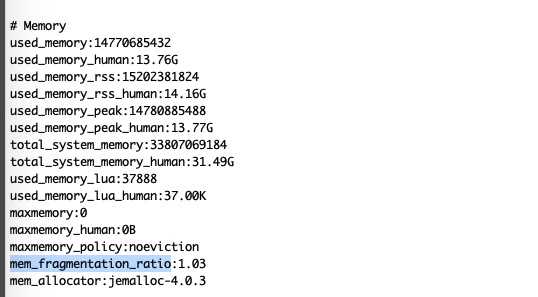 # Memory
used_memory:14770685432
used_memory_human:13.76G
used_memory_rss:15202381824
used_memory_rss_human:14.16G
used_memory_peak:14780885488
used_memory_peak_human:13.77G
total_system_memory:33807069184
total_system_memory_human:31.49G
used_memory_lua:37888
used_memory_lua_human:37.00K
maxmemory:0
maxmemory_human:0B
maxmemory_policy:noeviction
mem_fragmentation_ratio:1.03
mem_allocator:jemalloc-4.0.3